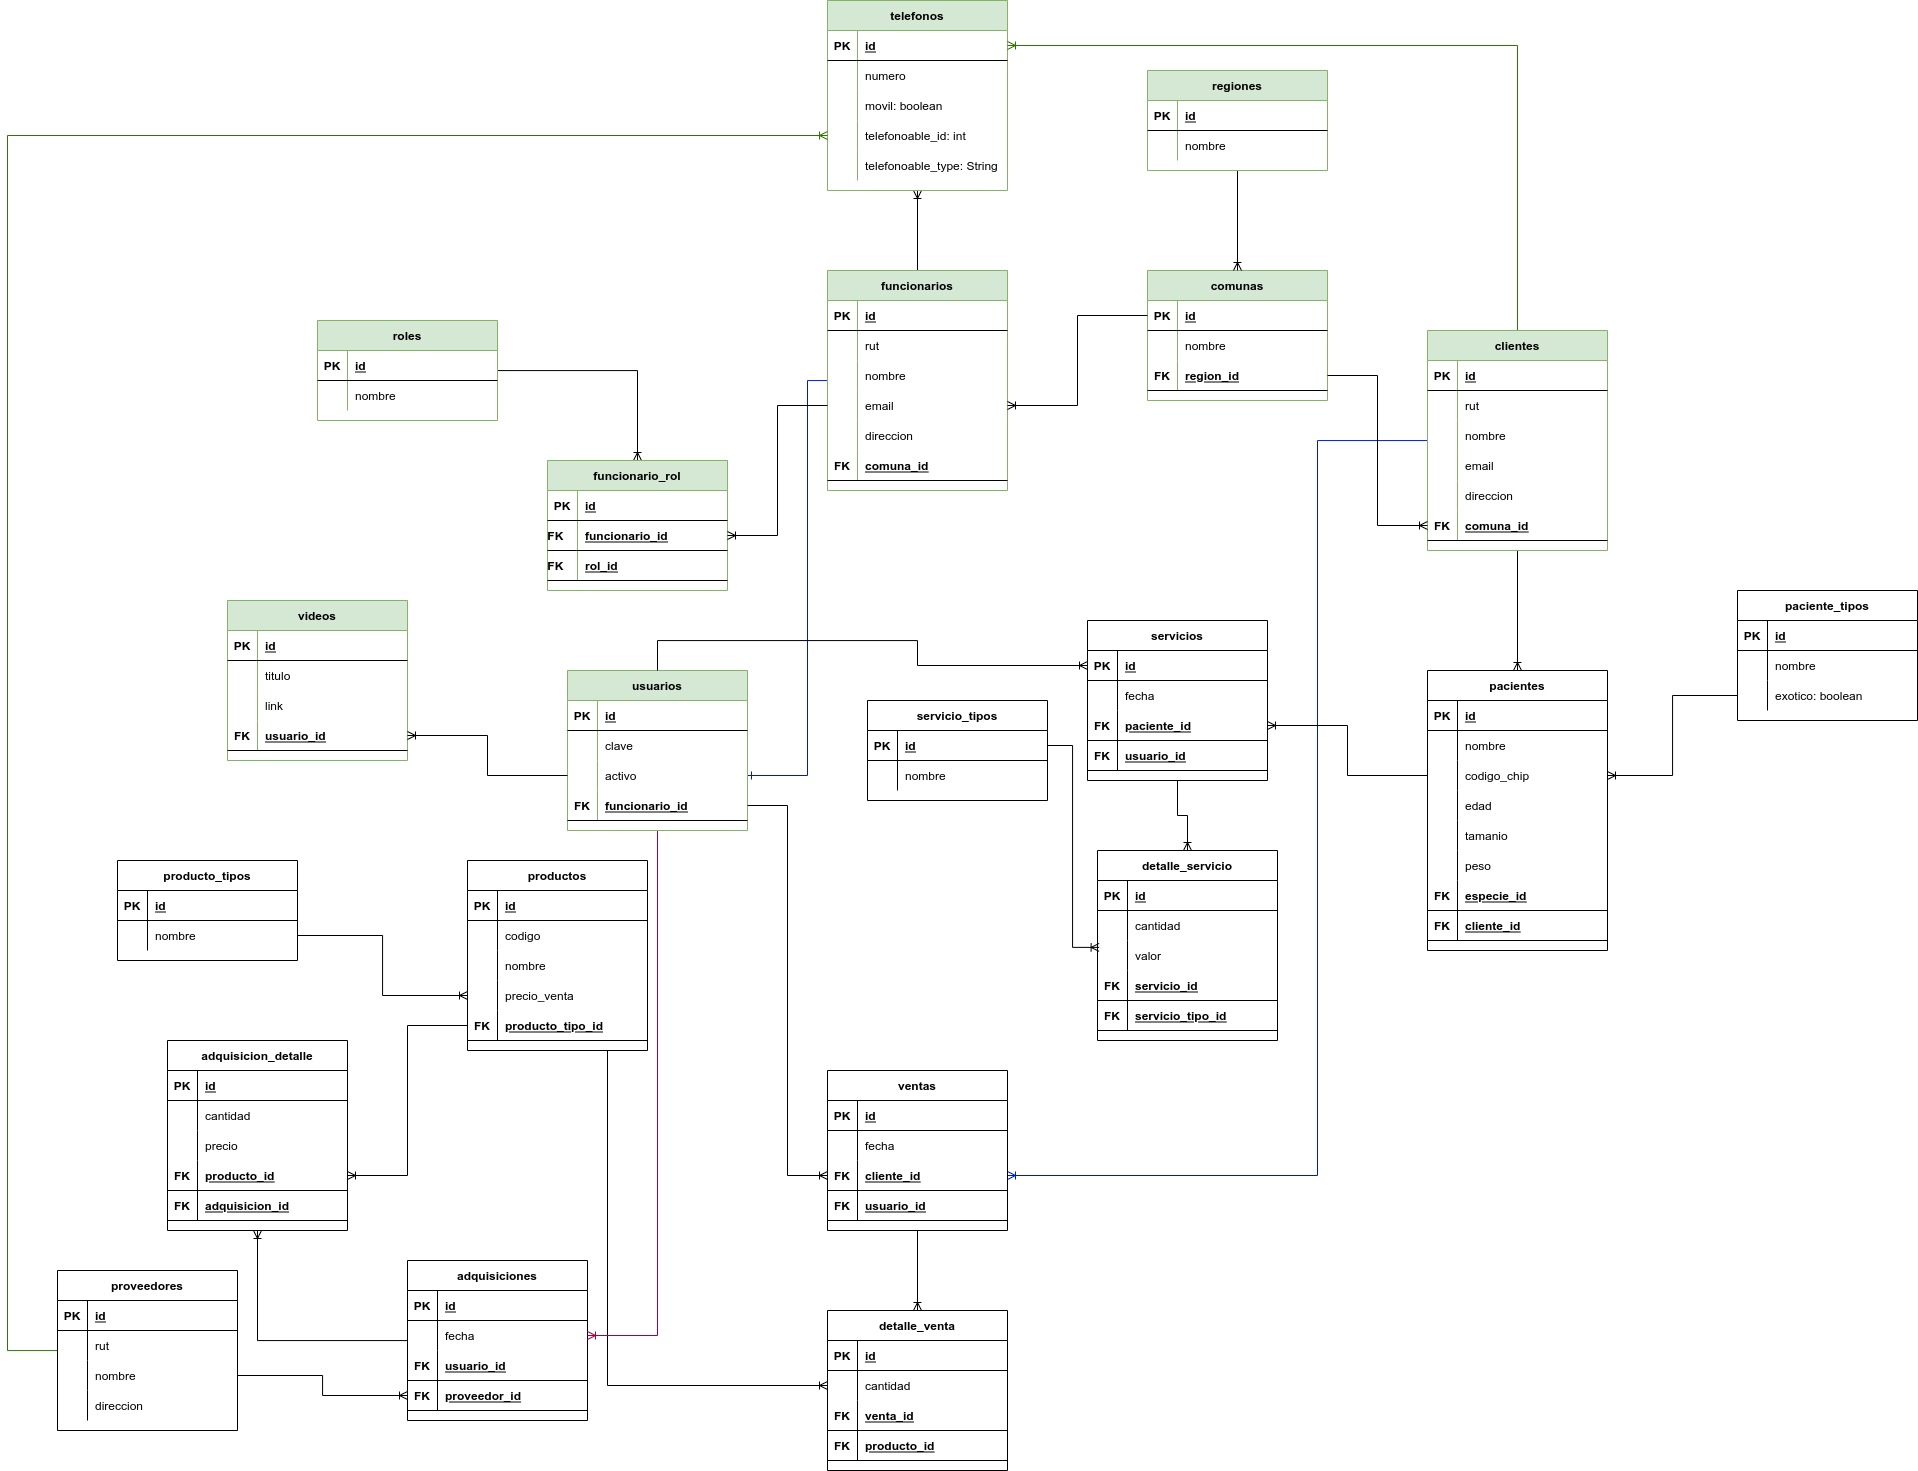 telefonos
PK id
numero
movil: boolean
telefonoable_id: int
telefonoable_type: String
regiones
PK id
nombre
funcionarios
PK id
rut
nombre
email
direccion
FK comuna_id
comunas
PK id
nombre
FK region_id
roles
PK id
nombre
clientes
PK id
rut
nombre
email
direccion
FK comuna_id
funcionario_rol
PK id
FK funcionario_id
FK rol_id
videos
PK id
titulo
link
FK usuario_id
usuarios
PK id
clave
activo
FK funcionario_id
servicio_tipos
PK id
nombre
servicios
PK id
fecha
FK paciente_id
FK usuario_id
pacientes
PK id
nombre
codigo_chip
edad
tamanio
peso
FK especie_id
FK cliente_id
paciente_tipos
PK id
nombre
exotico: boolean
producto_tipos
PK id
nombre
productos
PK id
codigo
nombre
precio_venta
FK producto_tipo_id
detalle_servicio
PK id
cantidad
valor
FK servicio_id
FK servicio_tipo_id
adquisicion_detalle
PK id
cantidad
precio
FK producto_id
FK adquisicion_id
ventas
PK id
fecha
FK cliente_id
FK usuario_id
proveedores
PK id
rut
nombre
direccion
adquisiciones
PK id
fecha
FK usuario_id
FK proveedor_id
detalle_venta
PK id
cantidad
FK venta_id
FK producto_id